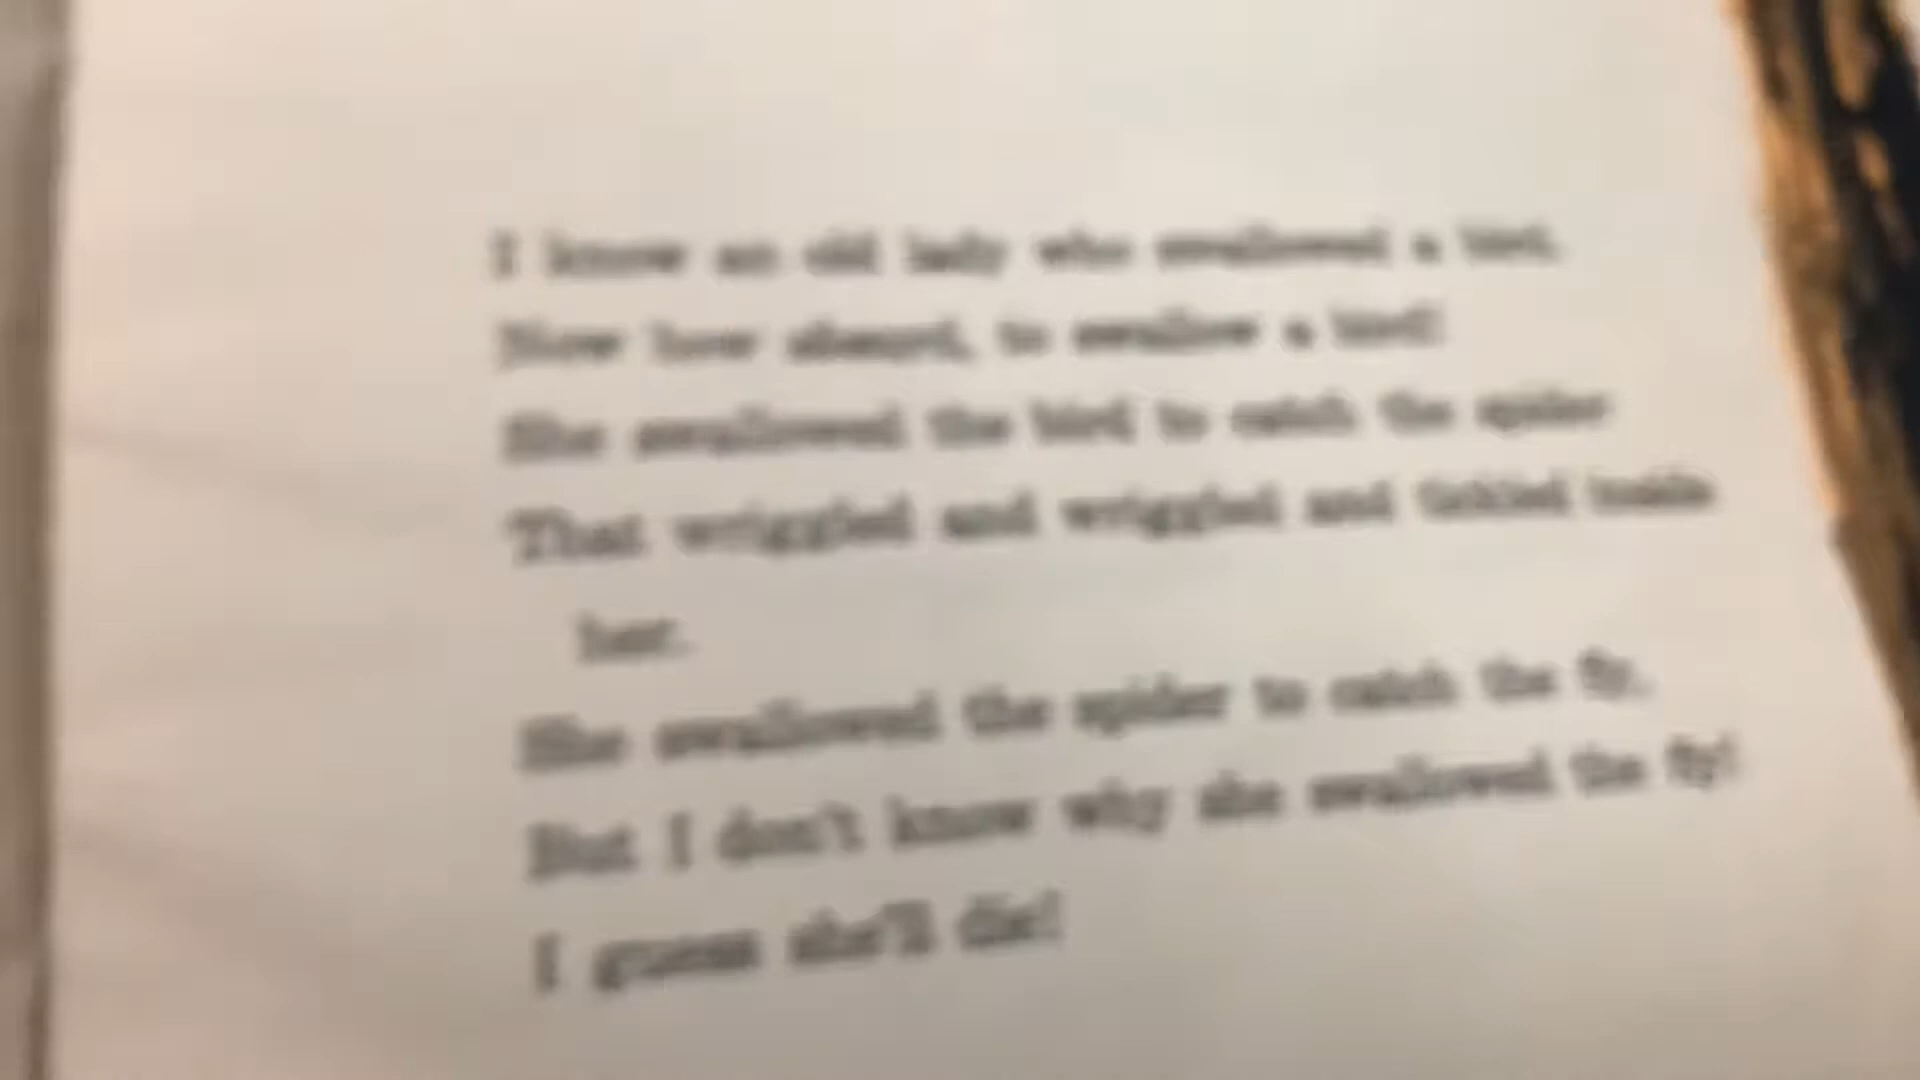 I know an old lady who swallowed a bird.
Now how absurd, to swallow a bird!
She swallowed the bird to catch the spider
That wriggled and wriggled and tickled inside
her.
She swallowed the spider to catch the fly,
But I don't know why she swallowed the fly!
I guess she'll die!